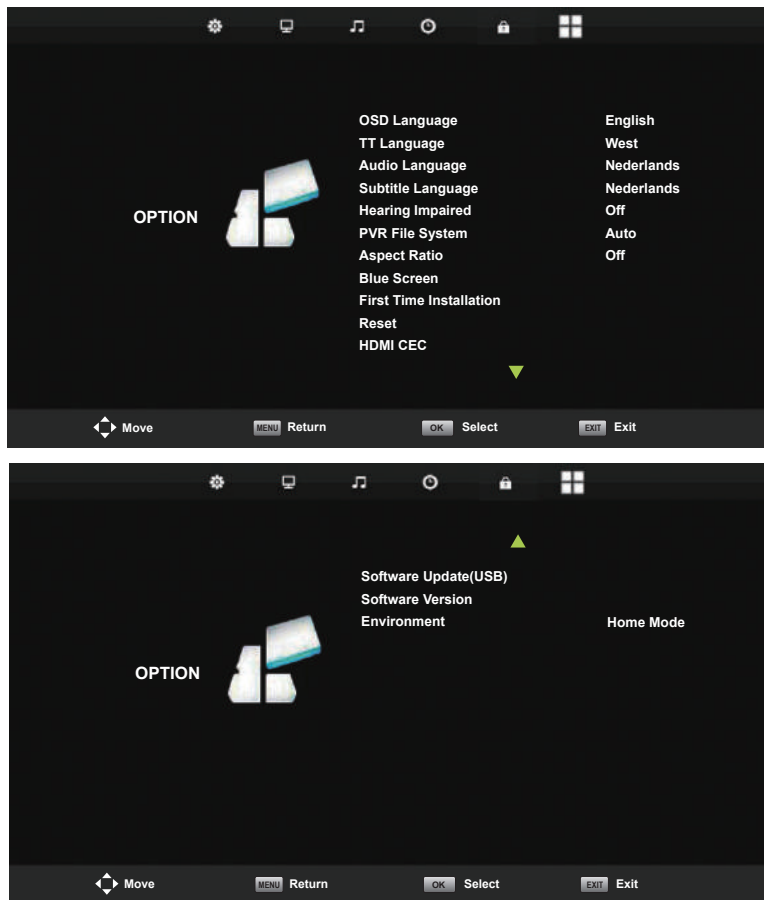 OSD Language English
TT Language West
Audio Language Nederlands
Subtitle Language Nederlands
Hearing Impaired Off
OPTION
PVR File System Auto
Aspect Ratio Off
Blue Screen
First Time Installation
Reset
HDMI CEC
Move MENU Return OK Select EXIT Exit
Software Update(USB)
Software Version
Environment Home Mode
OPTION
Move MENU Return OK Select EXIT Exit